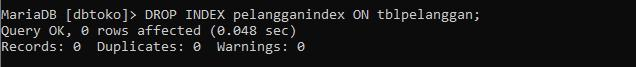 MariaDB [dbtoko]> DROP INDEX pelangganindex ON tblpelanggan;
Query OK, 0 rows affected (0.048 sec)
Records: 0  Duplicates: 0  Warnings: 0